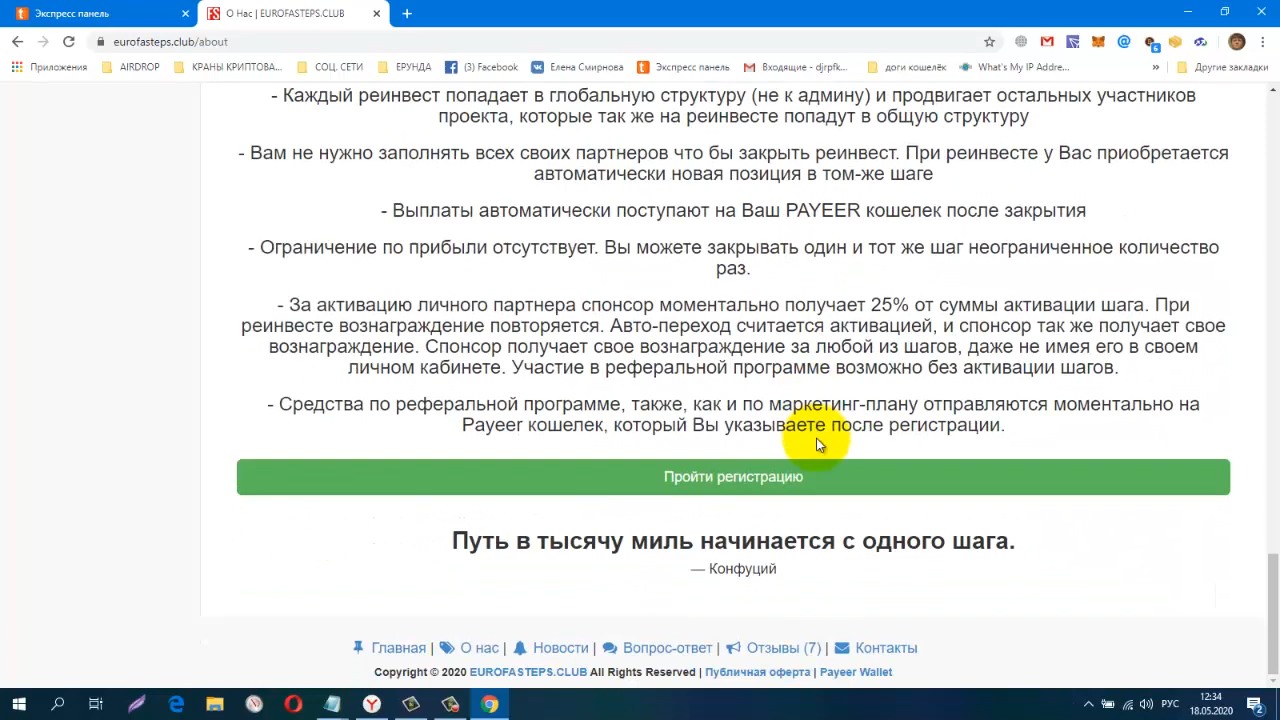 Экспресс панель
О Нас | EUROFASTEPS.CLUB
eurofasteps.club/about
Приложения
AIRDROP
КРАНЫ КРИПТОВА...
СОЦ. СЕТИ
ЕРУНДА
(3) Facebook
Елена Смирнова
Экспресс панель
Входящие - djrpfk...
доги кошелёк
What's My IP Addre...
»
Другие закладки
- Каждый реинвест попадает в глобальную структуру (не к админу) и продвигает остальных участников
проекта, которые так же на реинвесте попадут в общую структуру
- Вам не нужно заполнять всех своих партнеров что бы закрыть реинвест. При реинвесте у Вас приобретается
автоматически новая позиция в том-же шаге
- Выплаты автоматически поступают на Ваш PAYEER кошелек после закрытия
- Ограничение по прибыли отсутствует. Вы можете закрывать один и тот же шаг неограниченное количество
раз.
- За активацию личного партнера спонсор моментально получает 25% от суммы активации шага. При
реинвесте вознаграждение повторяется. Авто-переход считается активацией, и спонсор так же получает свое
вознаграждение. Спонсор получает свое вознаграждение за любой из шагов, даже не имея его в своем
личном кабинете. Участие в реферальной программе возможно без активации шагов.
- Средства по реферальной программе, также, как и по маркетинг-плану отправляются моментально на
Payeer кошелек, который Вы указываете после регистрации.
Пройти регистрацию
Путь в тысячу миль начинается с одного шага.
— Конфуций
Главная | О нас | Новости | Вопрос-ответ | Отзывы (7) | Контакты
Copyright © 2020 EUROFASTEPS.CLUB All Rights Reserved | Публичная оферта | Payeer Wallet
РУС
12:34
18.05.2020